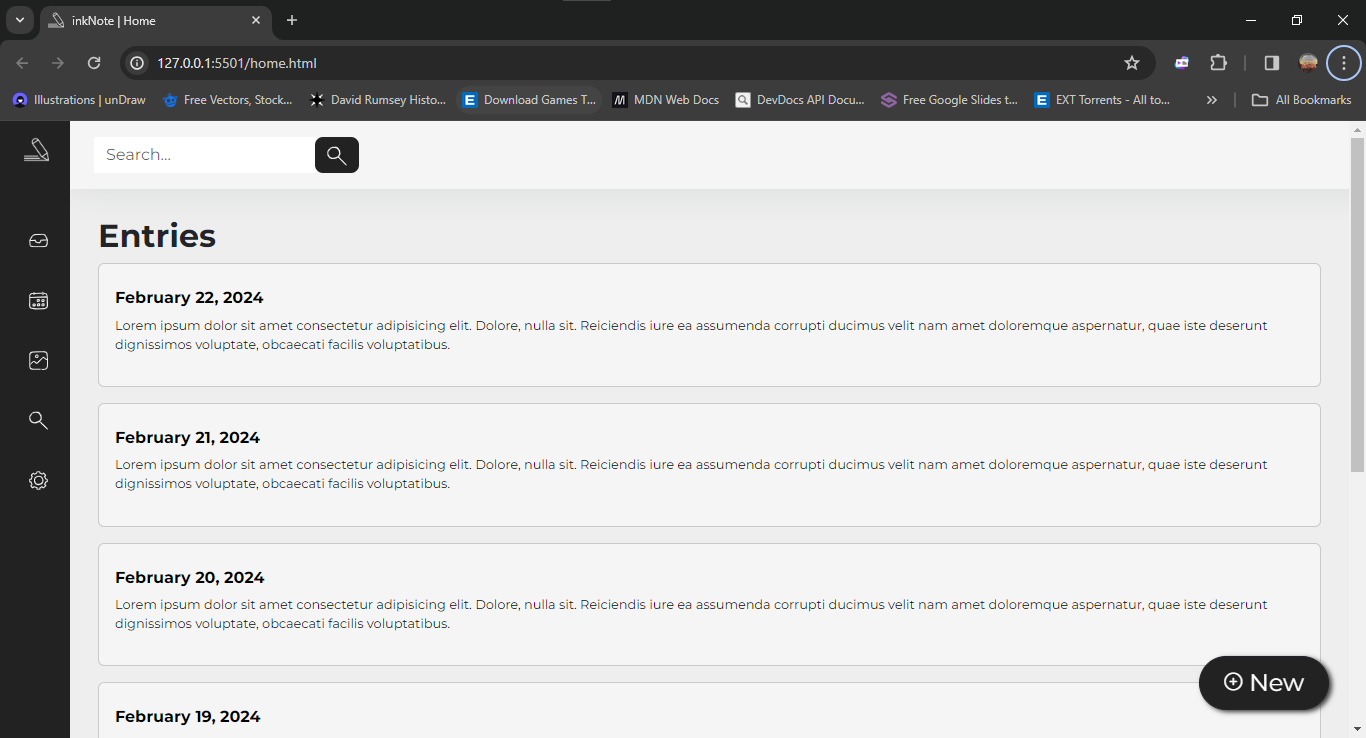 inkNote | Home
127.0.0.1:5501/home.html
Illustrations | unDraw
Free Vectors, Stock...
David Rumsey Histo...
Download Games T...
MDN Web Docs
DevDocs API Docu...
Free Google Slides t...
EXT Torrents - All to...
All Bookmarks
Search...
Entries
February 22, 2024
Lorem ipsum dolor sit amet consectetur adipisicing elit. Dolore, nulla sit. Reiciendis iure ea assumenda corrupti ducimus velit nam amet doloremque aspernatur, quae iste deserunt
dignissimos voluptate, obcaecati facilis voluptatibus.
February 21, 2024
Lorem ipsum dolor sit amet consectetur adipisicing elit. Dolore, nulla sit. Reiciendis iure ea assumenda corrupti ducimus velit nam amet doloremque aspernatur, quae iste deserunt
dignissimos voluptate, obcaecati facilis voluptatibus.
February 20, 2024
Lorem ipsum dolor sit amet consectetur adipisicing elit. Dolore, nulla sit. Reiciendis iure ea assumenda corrupti ducimus velit nam amet doloremque aspernatur, quae iste deserunt
dignissimos voluptate, obcaecati facilis voluptatibus.
New
February 19, 2024